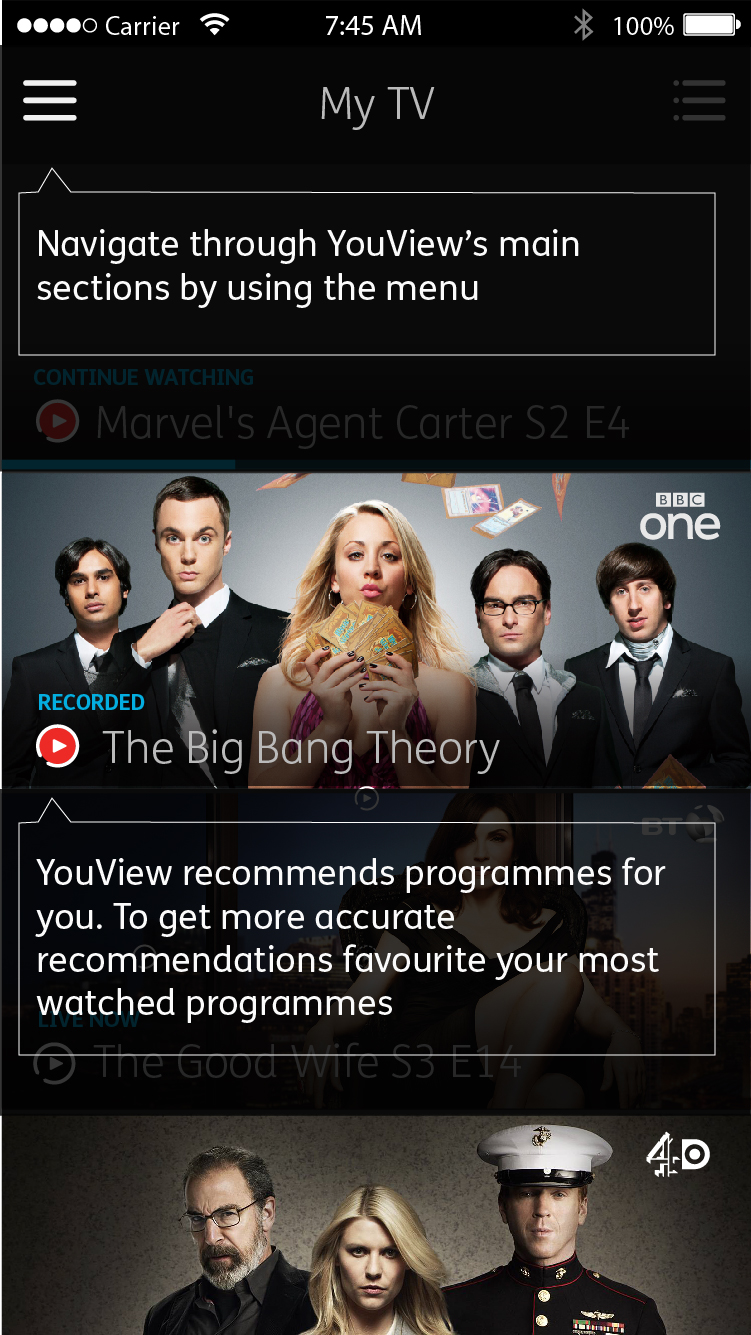 Carrier 7:45 AM 100%
My TV
Navigate through YouView’s main
sections by using the menu
CONTINUE WATCHING
Marvel's Agent Carter S2 E4
BBC
one
RECORDED
The Big Bang Theory
BT
YouView recommends programmes for
you. To get more accurate
recommendations favourite your most
watched programmes
LIVE NOW
The Good Wife S3 E14
4oD